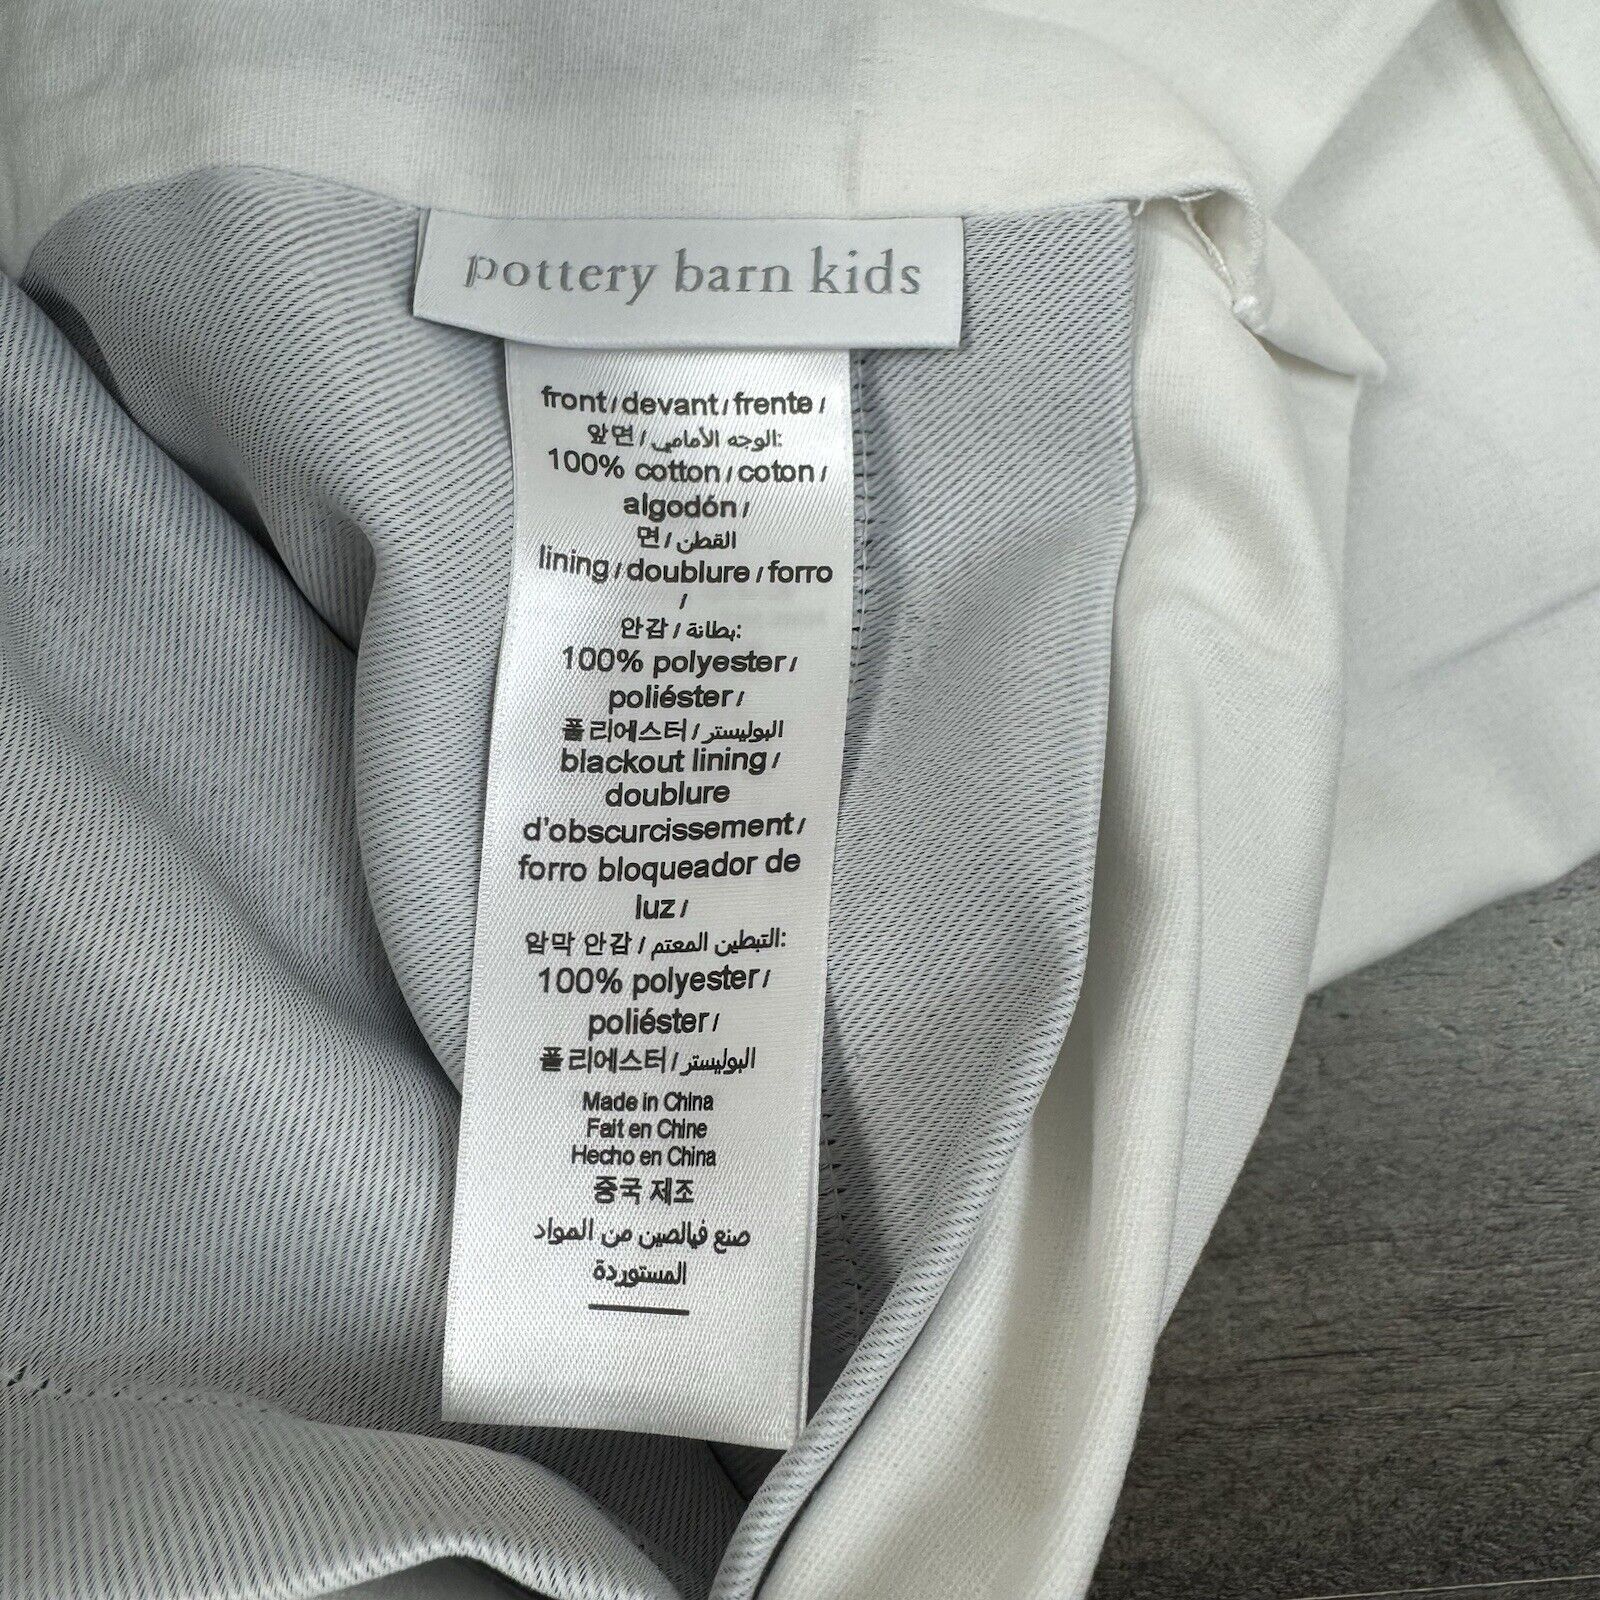 pottery barn kids
front/devant/frente/
앞면/الوجه الأمامي:
100% cotton/coton/
algodón/
면/القطن
lining/doublure/forro
/
안감/بطانة:
100% polyester/
poliéster/
폴리에스터/البوليستر
blackout lining/
doublure
d'obscurcissement/
forro bloqueador de
luz/
암막 안감/التبطين المعتم:
100% polyester/
poliéster/
폴리에스터/البوليستر
Made in China
Fait en Chine
Hecho en China
중국 제조
صنع فيالصين من المواد
المستوردة